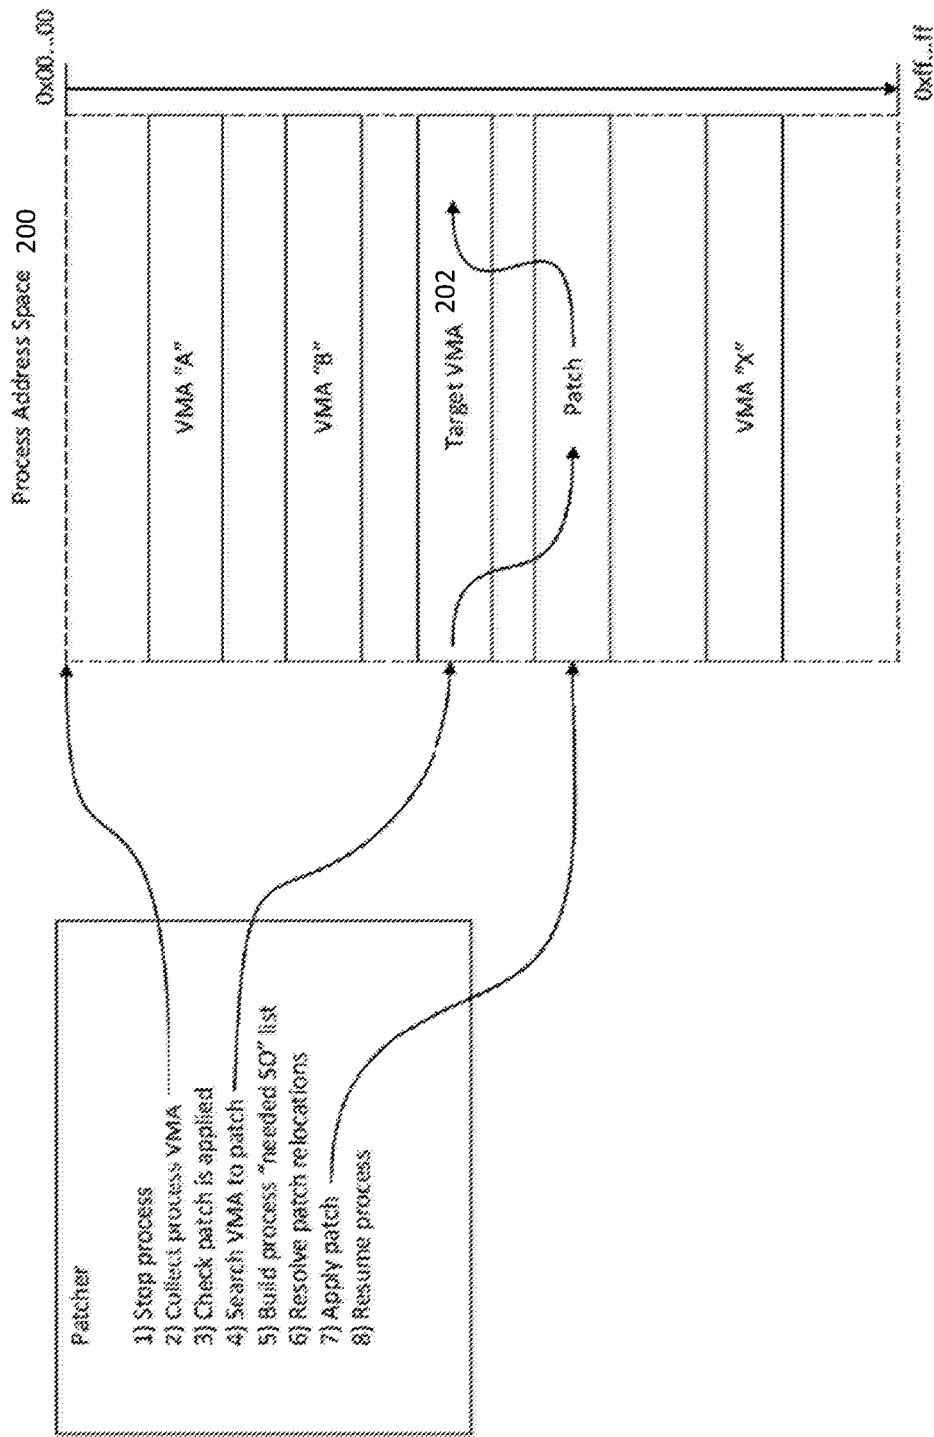 Patcher
1) Stop process
2) Collect process VMA
3) Check patch is applied
4) Search VMA to patch
5) Build process “needed SO” list
6) Resolve patch relocations
7) Apply patch
8) Resume process
Process Address Space 200
0x00...00
VMA “A”
VMA “B”
Target VMA 202
Patch
VMA “X”
0xff...ff